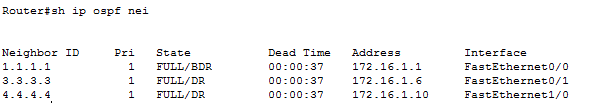 Router#sh ip ospf nei
Neighbor ID Pri State Dead Time Address Interface
1.1.1.1 1 FULL/BDR 00:00:37 172.16.1.1 FastEthernet0/0
3.3.3.3 1 FULL/DR 00:00:37 172.16.1.6 FastEthernet0/1
4.4.4.4 1 FULL/DR 00:00:37 172.16.1.10 FastEthernet1/0